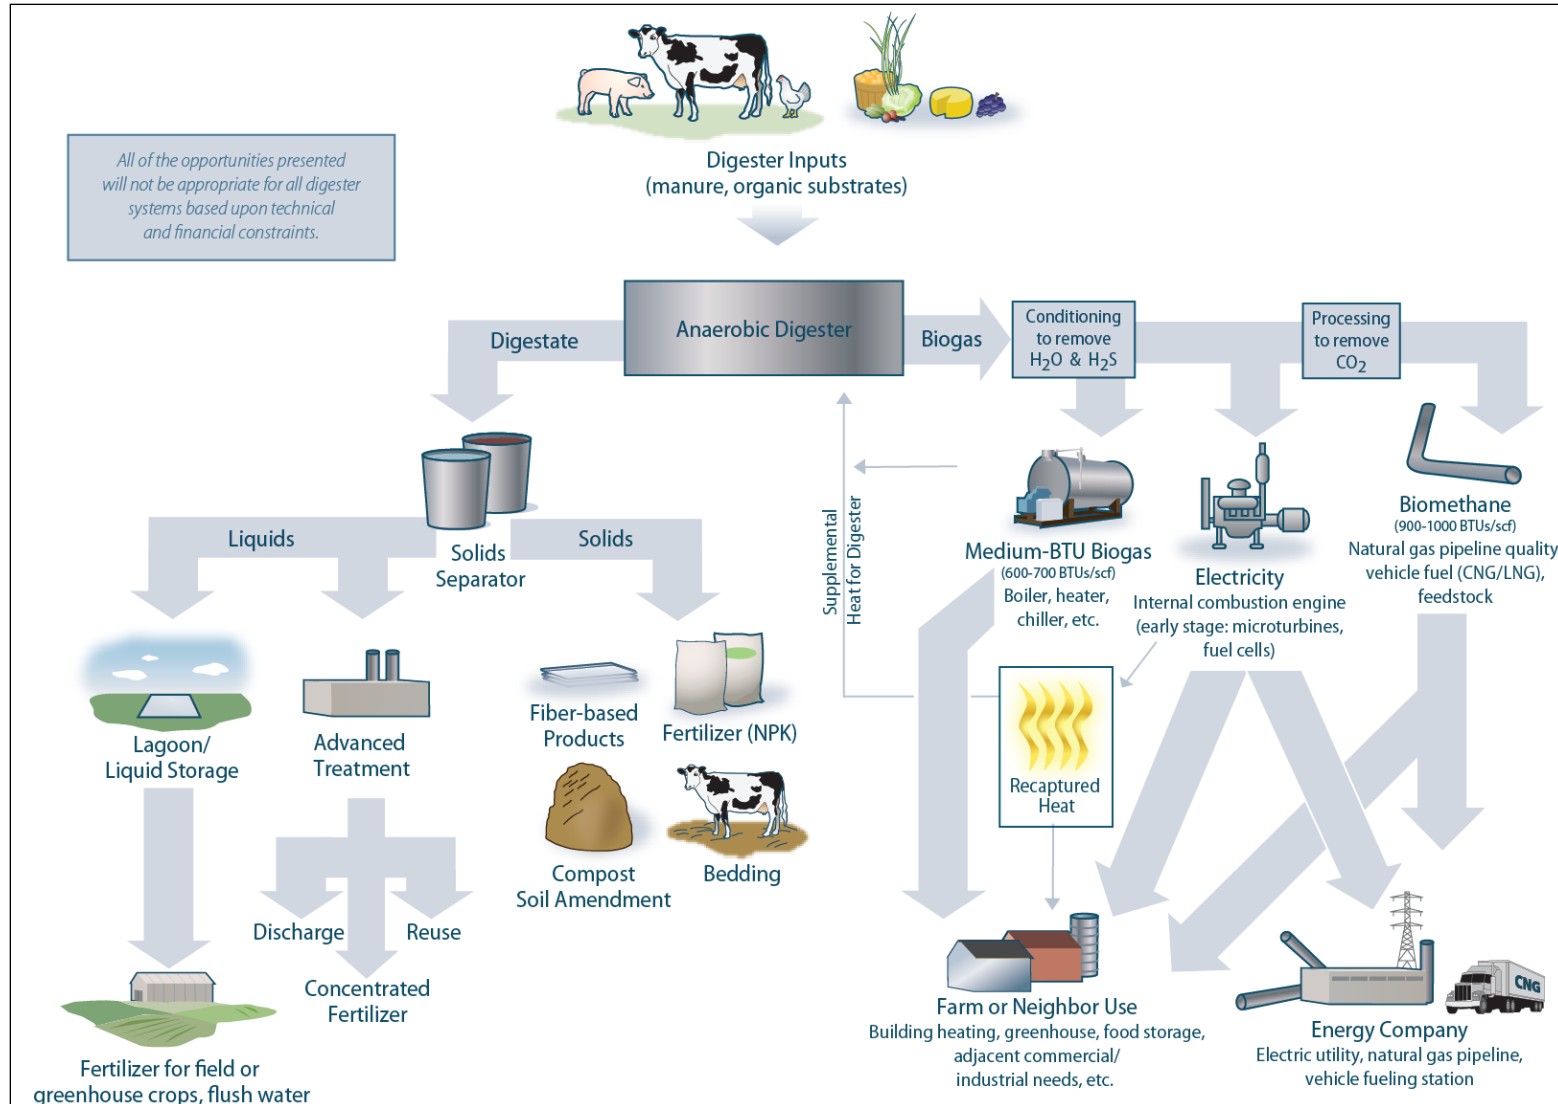 Digester Inputs
(manure, organic substrates)
All of the opportunities presented
will not be appropriate for all digester
systems based upon technical
and financial constraints.
Digestate
Anaerobic Digester
Biogas
Conditioning
to remove
H2O & H2S
Processing
to remove
CO2
Liquids
Solids
Separator
Solids
Supplemental
Heat for Digester
Medium-BTU Biogas
(600-700 BTUs/scf)
Boiler, heater,
chiller, etc.
Electricity
Internal combustion engine
(early stage: microturbines,
fuel cells)
Biomethane
(900-1000 BTUs/scf)
Natural gas pipeline quality
vehicle fuel (CNG/LNG),
feedstock
Lagoon/
Liquid Storage
Advanced
Treatment
Fiber-based
Products
Fertilizer (NPK)
Compost
Soil Amendment
Bedding
Recaptured
Heat
Discharge
Reuse
Concentrated
Fertilizer
Fertilizer for field or
greenhouse crops, flush water
Farm or Neighbor Use
Building heating, greenhouse, food storage,
adjacent commercial/
industrial needs, etc.
CNG
Energy Company
Electric utility, natural gas pipeline,
vehicle fueling station